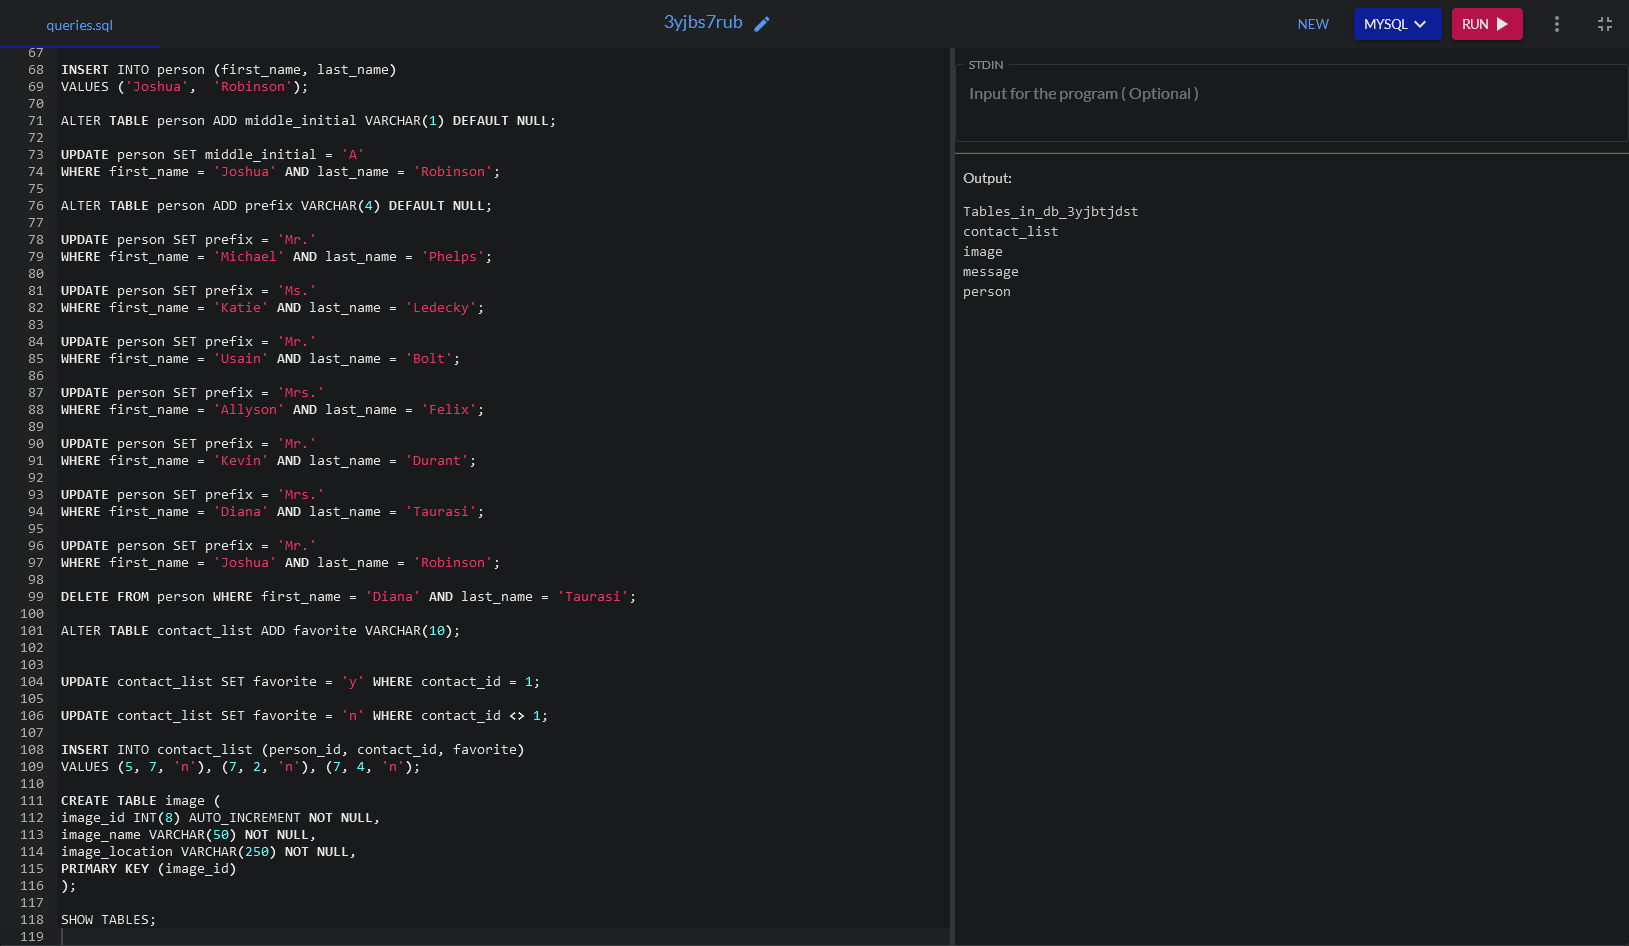 queries.sql
3yjbs7rub
NEW
MYSQL
RUN
67
68 INSERT INTO person (first_name, last_name)
69 VALUES ('Joshua',  'Robinson');
70
71 ALTER TABLE person ADD middle_initial VARCHAR(1) DEFAULT NULL;
72
73 UPDATE person SET middle_initial = 'A'
74 WHERE first_name = 'Joshua' AND last_name = 'Robinson';
75
76 ALTER TABLE person ADD prefix VARCHAR(4) DEFAULT NULL;
77
78 UPDATE person SET prefix = 'Mr.'
79 WHERE first_name = 'Michael' AND last_name = 'Phelps';
80
81 UPDATE person SET prefix = 'Ms.'
82 WHERE first_name = 'Katie' AND last_name = 'Ledecky';
83
84 UPDATE person SET prefix = 'Mr.'
85 WHERE first_name = 'Usain' AND last_name = 'Bolt';
86
87 UPDATE person SET prefix = 'Mrs.'
88 WHERE first_name = 'Allyson' AND last_name = 'Felix';
89
90 UPDATE person SET prefix = 'Mr.'
91 WHERE first_name = 'Kevin' AND last_name = 'Durant';
92
93 UPDATE person SET prefix = 'Mrs.'
94 WHERE first_name = 'Diana' AND last_name = 'Taurasi';
95
96 UPDATE person SET prefix = 'Mr.'
97 WHERE first_name = 'Joshua' AND last_name = 'Robinson';
98
99 DELETE FROM person WHERE first_name = 'Diana' AND last_name = 'Taurasi';
100
101 ALTER TABLE contact_list ADD favorite VARCHAR(10);
102
103
104 UPDATE contact_list SET favorite = 'y' WHERE contact_id = 1;
105
106 UPDATE contact_list SET favorite = 'n' WHERE contact_id <> 1;
107
108 INSERT INTO contact_list (person_id, contact_id, favorite)
109 VALUES (5, 7, 'n'), (7, 2, 'n'), (7, 4, 'n');
110
111 CREATE TABLE image (
112 image_id INT(8) AUTO_INCREMENT NOT NULL,
113 image_name VARCHAR(50) NOT NULL,
114 image_location VARCHAR(250) NOT NULL,
115 PRIMARY KEY (image_id)
116 );
117
118 SHOW TABLES;
119
STDIN
Input for the program ( Optional )
Output:
Tables_in_db_3yjbtjdst
contact_list
image
message
person